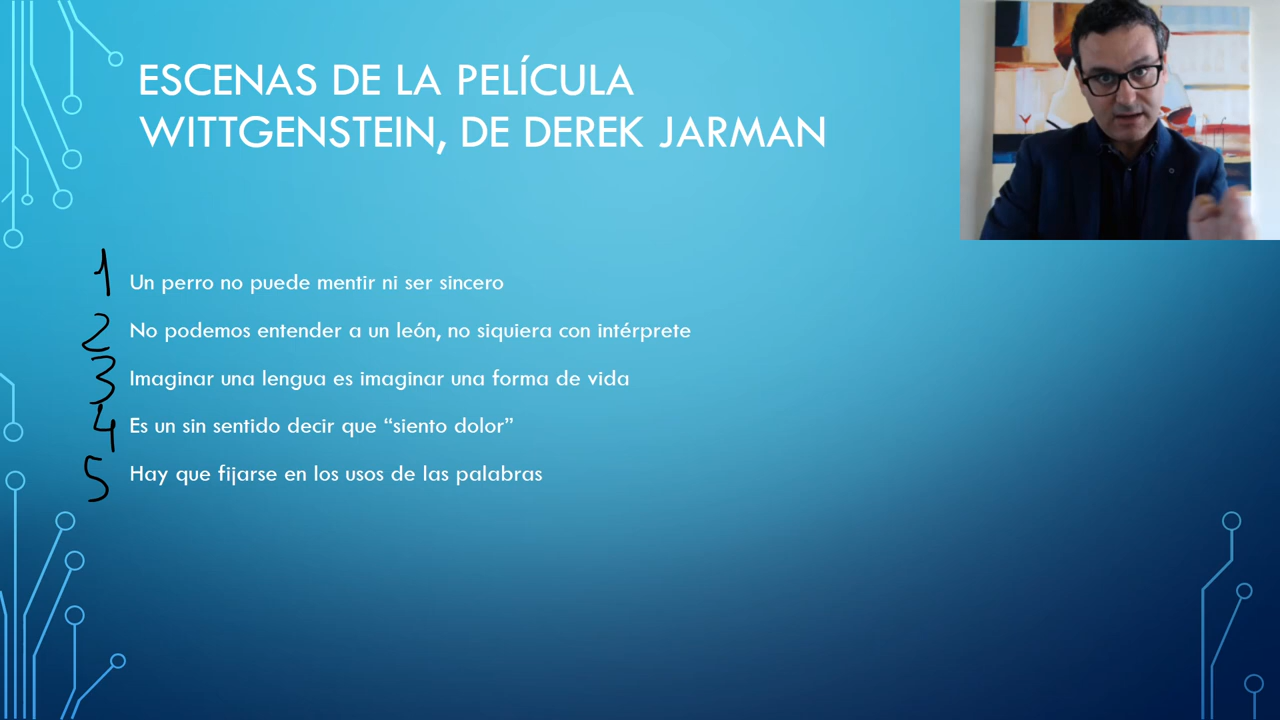 ESCENAS DE LA PELÍCULA
WITTGENSTEIN, DE DEREK JARMAN
1 Un perro no puede mentir ni ser sincero
2 No podemos entender a un león, no siquiera con intérprete
3 Imaginar una lengua es imaginar una forma de vida
4 Es un sin sentido decir que “siento dolor”
5 Hay que fijarse en los usos de las palabras